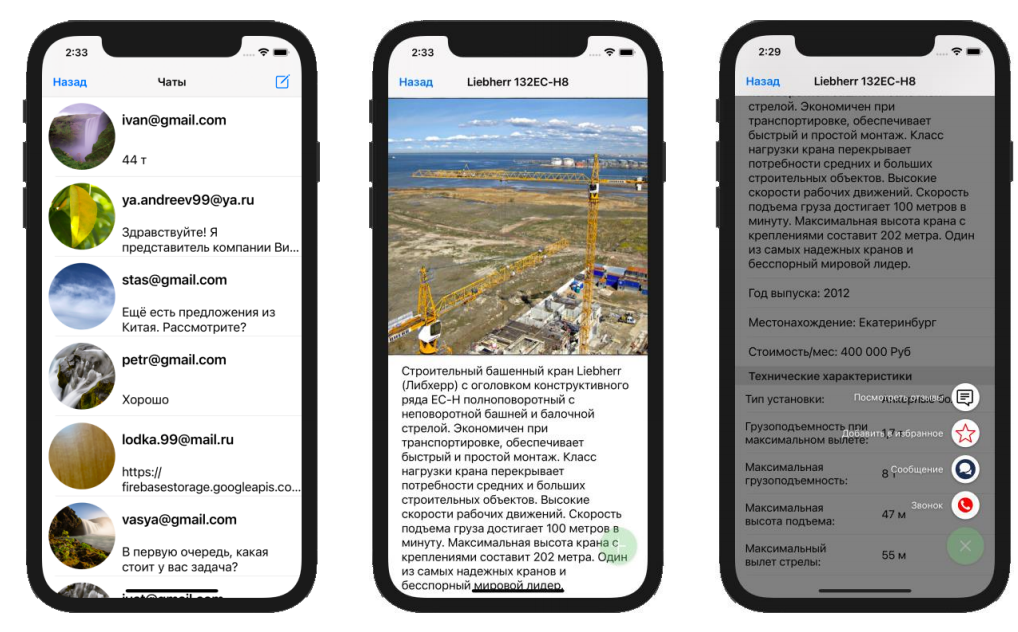 2:33
Назад
Чаты
ivan@gmail.com
44 т
ya.andreev99@ya.ru
Здравствуйте! Я
представитель компании Ви...
stas@gmail.com
Ещё есть предложения из
Китая. Рассмотрите?
petr@gmail.com
Хорошо
lodka.99@mail.ru
https://
firebasestorage.googleapis.co...
vasya@gmail.com
В первую очередь, какая
стоит у вас задача?
2:33
Назад
Liebherr 132EC-H8
Строительный башенный кран Liebherr
(Либхерр) с оголовком конструктивного
ряда EC-H полноповоротный с
неповоротной башней и балочной
стрелой. Экономичен при
транспортировке, обеспечивает
быстрый и простой монтаж. Класс
нагрузки крана перекрывает
потребности средних и больших
строительных объектов. Высокие
скорости рабочих движений. Скорость
подъема груза достигает 100 метров в
минуту. Максимальная высота крана с
креплениями составит 202 метра. Один
из самых надежных кранов и
бесспорный мировой лидер.
2:29
Назад
Liebherr 132EC-H8
стрелой. Экономичен при
транспортировке, обеспечивает
быстрый и простой монтаж. Класс
нагрузки крана перекрывает
потребности средних и больших
строительных объектов. Высокие
скорости рабочих движений. Скорость
подъема груза достигает 100 метров в
минуту. Максимальная высота крана с
креплениями составит 202 метра. Один
из самых надежных кранов и
бесспорный мировой лидер.
Год выпуска: 2012
Местонахождение: Екатеринбург
Стоимость/мес: 400 000 Руб
Технические характеристики
Тип установки:
Посмотреть отзывы
Грузоподъемность при
максимальном вылете:
Добавить в избранное
Максимальная
грузоподъемность:
8 т
Сообщение
Максимальная
высота подъема:
47 м
Звонок
Максимальный
вылет стрелы:
55 м